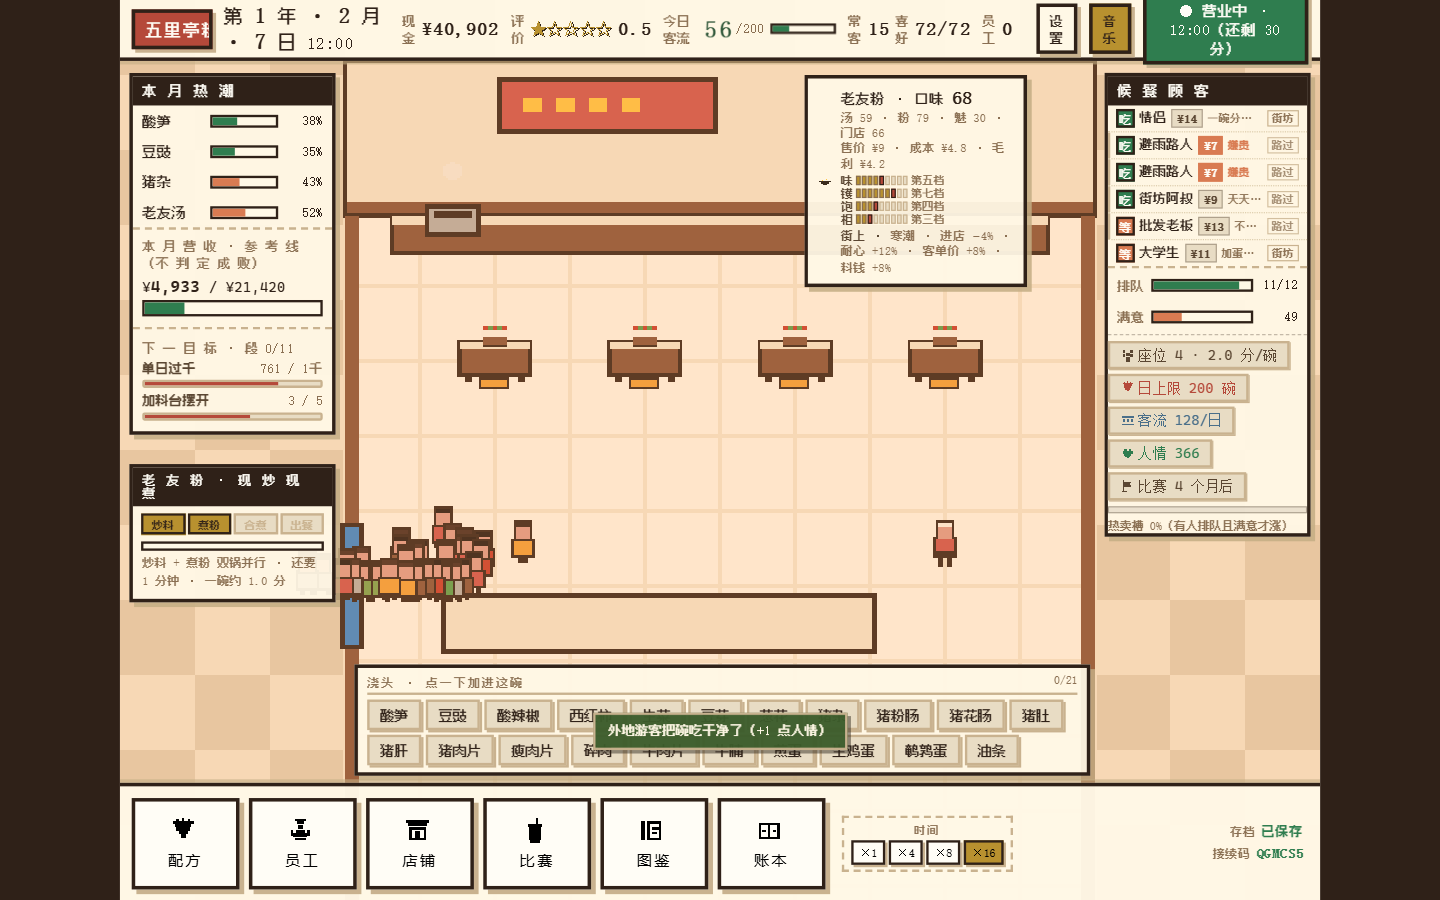 五里亭
第 1 年 · 2 月
· 7 日 12:00
现金 ¥40,902
评价 0.5
今日客流 56/200
常客 15
喜好 72/72
员工 0
设置
音乐
营业中 ·
12:00 (还剩 30
分)
本月热潮
酸笋 38%
豆豉 35%
猪杂 43%
老友汤 52%
本月营收 · 参考线
(不判定成败)
¥4,933 / ¥21,420
下一目标 · 段 0/11
单日过千 761 / 1千
加料台摆开 3 / 5
老友粉 · 现炒现
煮
炒料 煮粉 合煮 出餐
炒料 + 煮粉 双锅并行 · 还要
1 分钟 · 一碗约 1.0 分
老友粉 · 口味 68
汤 59 · 粉 79 · 魅 30 ·
门店 66
售价 ¥9 · 成本 ¥4.8 · 毛
利 ¥4.2
味 第五档
镬 第七档
饱 第四档
相 第三档
街上 · 寒潮 · 进店 -4% ·
耐心 +12% · 客单价 +8% ·
料钱 +8%
候餐顾客
吃 情侣 ¥14 一碗分… 街坊
吃 避雨路人 ¥7 嫌贵 路过
吃 避雨路人 ¥7 嫌贵 路过
吃 街坊阿叔 ¥9 天天… 街坊
等 批发老板 ¥13 不… 路过
等 大学生 ¥11 加蛋… 街坊
排队 11/12
满意 49
座位 4 · 2.0 分/碗
日上限 200 碗
客流 128/日
人情 366
比赛 4 个月后
热卖槽 0% (有人排队且满意才涨)
浇头 · 点一下加进这碗 0/21
酸笋 豆豉 酸辣椒 猪粉肠 猪花肠 猪肚
外地游客把碗吃干净了 (+1 点人情)
猪肝 猪肉片 瘦肉片 鹌鹑蛋 油条
配方
员工
店铺
比赛
图鉴
账本
时间
×1 ×4 ×8 ×16
存档 已保存
接续码 QGMCS5